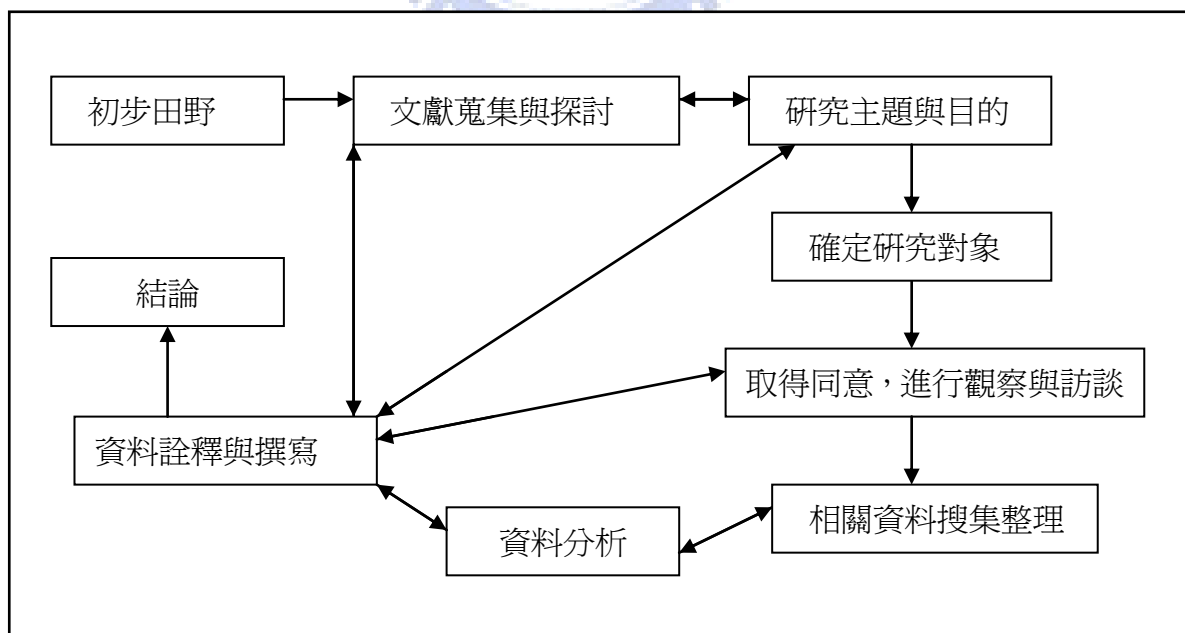 初步田野
文獻蒐集與探討
研究主題與目的
確定研究對象
結論
取得同意，進行觀察與訪談
資料詮釋與撰寫
相關資料搜集整理
資料分析